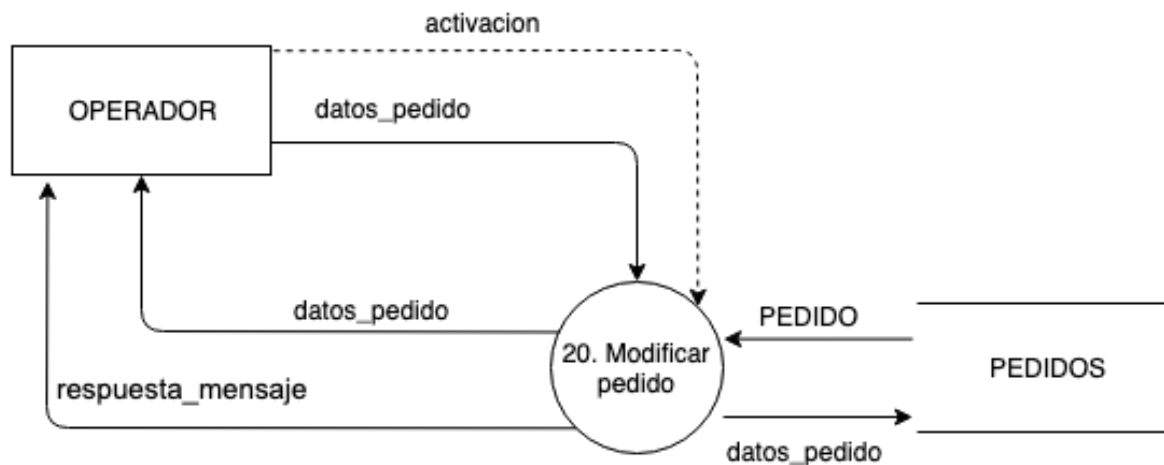 activacion
OPERADOR
datos_pedido
datos_pedido
PEDIDO
20. Modificar
pedido
PEDIDOS
respuesta_mensaje
datos_pedido